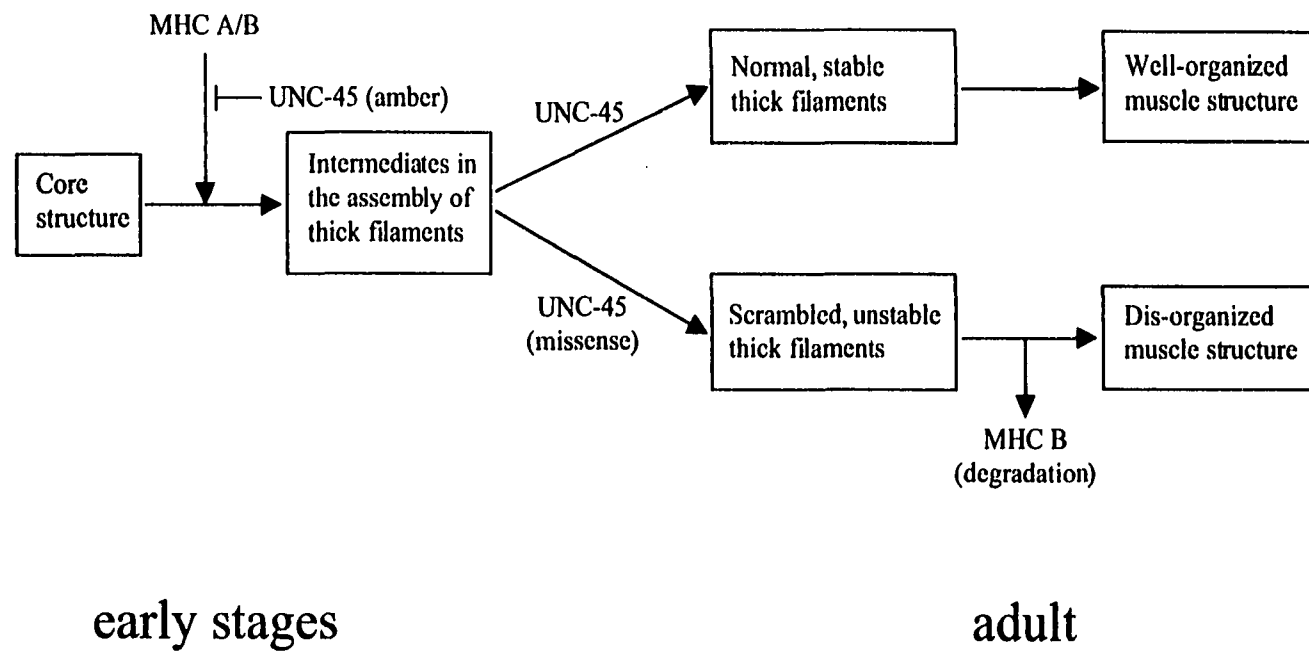 MHC A/B
UNC-45 (amber)
Core
structure
Intermediates in
the assembly of
thick filaments
UNC-45
UNC-45
(missense)
Normal, stable
thick filaments
Well-organized
muscle structure
Scrambled, unstable
thick filaments
Dis-organized
muscle structure
MHC B
(degradation)
early stages
adult